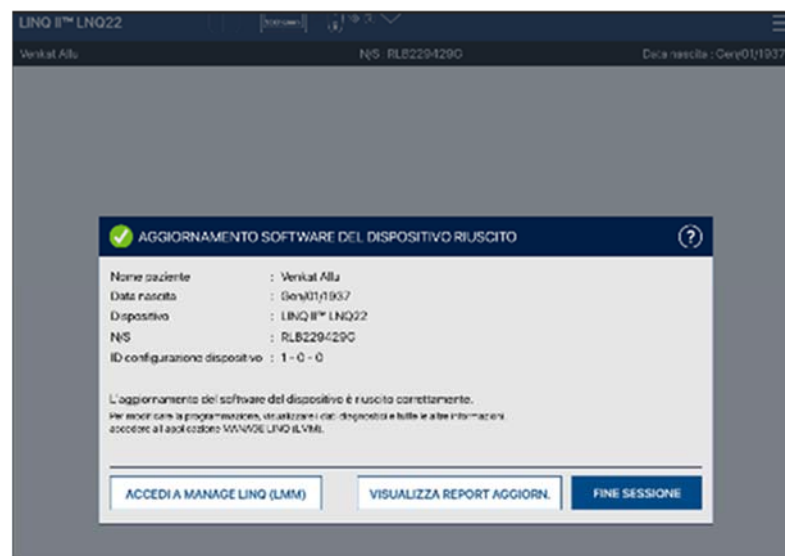 LINQ II™ LNQ22
Venkat Allu N/S : RLB229429G Data nascita : Gen/01/1937
AGGIORNAMENTO SOFTWARE DEL DISPOSITIVO RIUSCITO ?
Nome paziente : Venkat Allu
Data nascita : Gen/01/1937
Dispositivo : LINQ II™ LNQ22
N/S : RLB229429G
ID configurazione dispositivo : 1 - 0 - 0
L'aggiornamento del software del dispositivo è riuscito correttamente.
Per modificare la programmazione, visualizzare i dati diagnostici e tutte le altre informazioni,
accedere all'applicazione MANAGE LINQ (LMM).
ACCEDI A MANAGE LINQ (LMM) VISUALIZZA REPORT AGGIORN. FINE SESSIONE